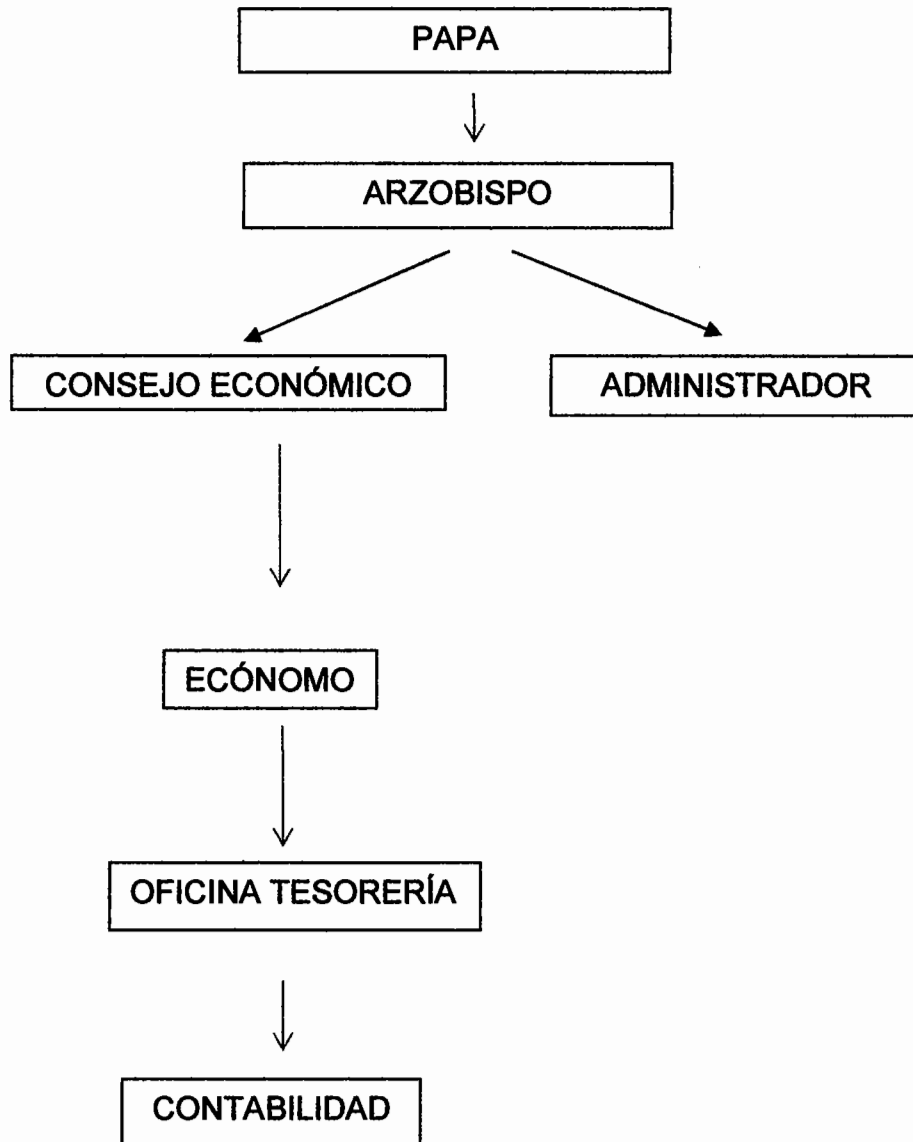 PAPA
ARZOBISPO
CONSEJO ECONÓMICO
ADMINISTRADOR
ECÓNOMO
OFICINA TESORERÍA
CONTABILIDAD